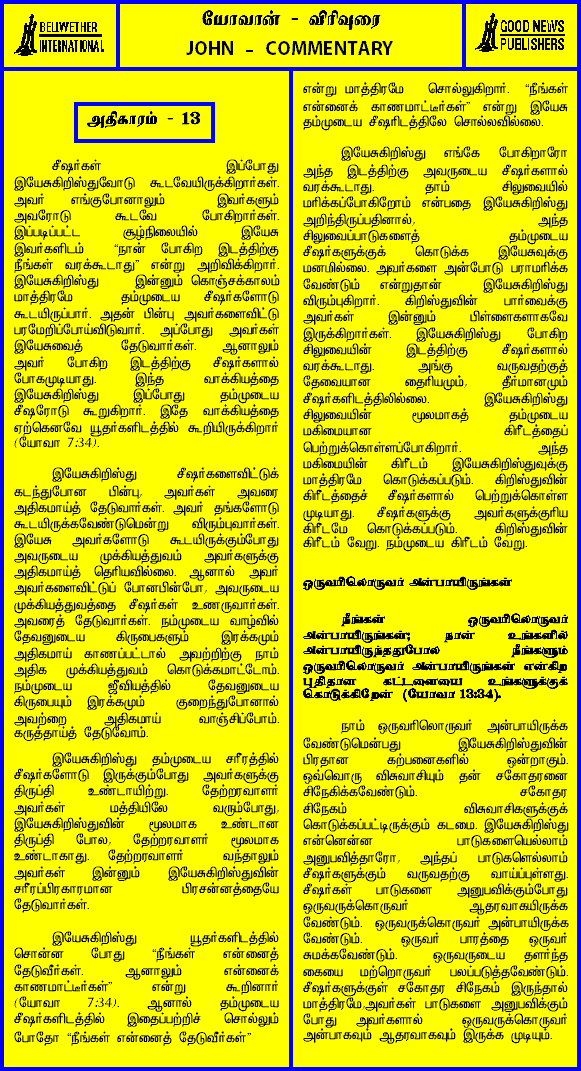 BELLWETHER
INTERNATIONAL
யோவான் - விரிவுரை
JOHN - COMMENTARY
GOOD NEWS
PUBLISHERS
அதிகாரம் - 13
சீஷர்கள் இப்போது
இயேசுகிறிஸ்துவோடு கூடவேயிருக்கிறார்கள்.
அவர் எங்குபோனாலும் இவர்களும்
அவரோடு கூடவே போகிறார்கள்.
இப்படிப்பட்ட சூழ்நிலையில் இயேசு
இவர்களிடம் “நான் போகிற இடத்திற்கு
நீங்கள் வரக்கூடாது” என்று அறிவிக்கிறார்.
இயேசுகிறிஸ்து இன்னும் கொஞ்சக்காலம்
மாத்திரமே தம்முடைய சீஷர்களோடு
கூடயிருப்பார். அதன் பின்பு அவர்களைவிட்டு
பரமேறிப்போய்விடுவார். அப்போது அவர்கள்
இயேசுவைத் தேடுவார்கள். ஆனாலும்
அவர் போகிற இடத்திற்கு சீஷர்களால்
போகமுடியாது. இந்த வாக்கியத்தை
இயேசுகிறிஸ்து இப்போது தம்முடைய
சீஷரோடு கூறுகிறார். இதே வாக்கியத்தை
ஏற்கெனவே யூதர்களிடத்தில் கூறியிருக்கிறார்
(யோவா 7:34).
இயேசுகிறிஸ்து சீஷர்களைவிட்டுக்
கடந்துபோன பின்பு, அவர்கள் அவரை
அதிகமாய்த் தேடுவார்கள். அவர் தங்களோடு
கூடயிருக்கவேண்டுமென்று விரும்புவார்கள்.
இயேசு அவர்களோடு கூடயிருக்கும்போது
அவருடைய முக்கியத்துவம் அவர்களுக்கு
அதிகமாய்த் தெரியவில்லை. ஆனால் அவர்
அவர்களைவிட்டுப் போனபின்போ, அவருடைய
முக்கியத்துவத்தை சீஷர்கள் உணருவார்கள்.
அவரைத் தேடுவார்கள். நம்முடைய வாழ்வில்
தேவனுடைய கிருபைகளும் இரக்கமும்
அதிகமாய் காணப்பட்டால் அவற்றிற்கு நாம்
அதிக முக்கியத்துவம் கொடுக்கமாட்டோம்.
நம்முடைய ஜீவியத்தில் தேவனுடைய
கிருபையும் இரக்கமும் குறைந்துபோனால்
அவற்றை அதிகமாய் வாஞ்சிப்போம்.
கருத்தாய்த் தேடுவோம்.
இயேசுகிறிஸ்து தம்முடைய சரீரத்தில்
சீஷர்களோடு இருக்கும்போது அவர்களுக்கு
திருப்தி உண்டாயிற்று. தேற்றரவாளர்
அவர்கள் மத்தியிலே வரும்போது,
இயேசுகிறிஸ்துவின் மூலமாக உண்டான
திருப்தி போல, தேற்றரவாளர் மூலமாக
உண்டாகாது. தேற்றரவாளர் வந்தாலும்
அவர்கள் இன்னும் இயேசுகிறிஸ்துவின்
சரீரப்பிரகாரமான பிரசன்னத்தையே
தேடுவார்கள்.
இயேசுகிறிஸ்து யூதர்களிடத்தில்
சொன்ன போது “நீங்கள் என்னைத்
தேடுவீர்கள். ஆனாலும் என்னைக்
காணமாட்டீர்கள்” என்று கூறினார்
(யோவா 7:34). ஆனால் தம்முடைய
சீஷர்களிடத்தில் இதைப்பற்றிச் சொல்லும்
போதோ “நீங்கள் என்னைத் தேடுவீர்கள்”
என்று மாத்திரமே சொல்லுகிறார். “நீங்கள்
என்னைக் காணமாட்டீர்கள்” என்று இயேசு
தம்முடைய சீஷரிடத்திலே சொல்லவில்லை.
இயேசுகிறிஸ்து எங்கே போகிறாரோ
அந்த இடத்திற்கு அவருடைய சீஷர்களால்
வரக்கூடாது. தாம் சிலுவையில்
மரிக்கப்போகிறோம் என்பதை இயேசுகிறிஸ்து
அறிந்திருப்பதினால், அந்த
சிலுவைப்பாடுகளைத் தம்முடைய
சீஷர்களுக்குக் கொடுக்க இயேசுவுக்கு
மனமில்லை. அவர்களை அன்போடு பராமரிக்க
வேண்டும் என்றுதான் இயேசுகிறிஸ்து
விரும்புகிறார். கிறிஸ்துவின் பார்வைக்கு
அவர்கள் இன்னும் பிள்ளைகளாகவே
இருக்கிறார்கள். இயேசுகிறிஸ்து போகிற
சிலுவையின் இடத்திற்கு சீஷர்களால்
வரக்கூடாது. அங்கு வருவதற்குத்
தேவையான தைரியமும், தீர்மானமும்
சீஷர்களிடத்திலில்லை. இயேசுகிறிஸ்து
சிலுவையின் மூலமாகத் தம்முடைய
மகிமையான கிரீடத்தைப்
பெற்றுக்கொள்ளப்போகிறார். அந்த
மகிமையின் கிரீடம் இயேசுகிறிஸ்துவுக்கு
மாத்திரமே கொடுக்கப்படும். கிறிஸ்துவின்
கிரீடத்தைச் சீஷர்களால் பெற்றுக்கொள்ள
முடியாது. சீஷர்களுக்கு அவர்களுக்குரிய
கிரீடமே கொடுக்கப்படும். கிறிஸ்துவின்
கிரீடம் வேறு. நம்முடைய கிரீடம் வேறு.
ஒருவரிலொருவர் அன்பாயிருங்கள்
நீங்கள் ஒருவரிலொருவர்
அன்பாயிருங்கள்; நான் உங்களில்
அன்பாயிருந்ததுபோல நீங்களும்
ஒருவரிலொருவர் அன்பாயிருங்கள் என்கிற
புதிதான கட்டளையை உங்களுக்குக்
கொடுக்கிறேன் (யோவா 13:34).
நாம் ஒருவரிலொருவர் அன்பாயிருக்க
வேண்டுமென்பது இயேசுகிறிஸ்துவின்
பிரதான கற்பனைகளில் ஒன்றாகும்.
ஒவ்வொரு விசுவாசியும் தன் சகோதரனை
சிநேகிக்கவேண்டும். சகோதர
சிநேகம் விசுவாசிகளுக்குக்
கொடுக்கப்பட்டிருக்கும் கடமை. இயேசுகிறிஸ்து
என்னென்ன பாடுகளையெல்லாம்
அனுபவித்தாரோ, அந்தப் பாடுகளெல்லாம்
சீஷர்களுக்கும் வருவதற்கு வாய்ப்புள்ளது.
சீஷர்கள் பாடுகளை அனுபவிக்கும்போது
ஒருவருக்கொருவர் ஆதரவாகயிருக்க
வேண்டும். ஒருவருக்கொருவர் அன்பாயிருக்க
வேண்டும். ஒருவர் பாரத்தை ஒருவர்
சுமக்கவேண்டும். ஒருவருடைய தளர்ந்த
கையை மற்றொருவர் பலப்படுத்தவேண்டும்.
சீஷர்களுக்குள் சகோதர சிநேகம் இருந்தால்
மாத்திரமே,அவர்கள் பாடுகளை அனுபவிக்கும்
போது அவர்களால் ஒருவருக்கொருவர்
அன்பாகவும் ஆதரவாகவும் இருக்க முடியும்.